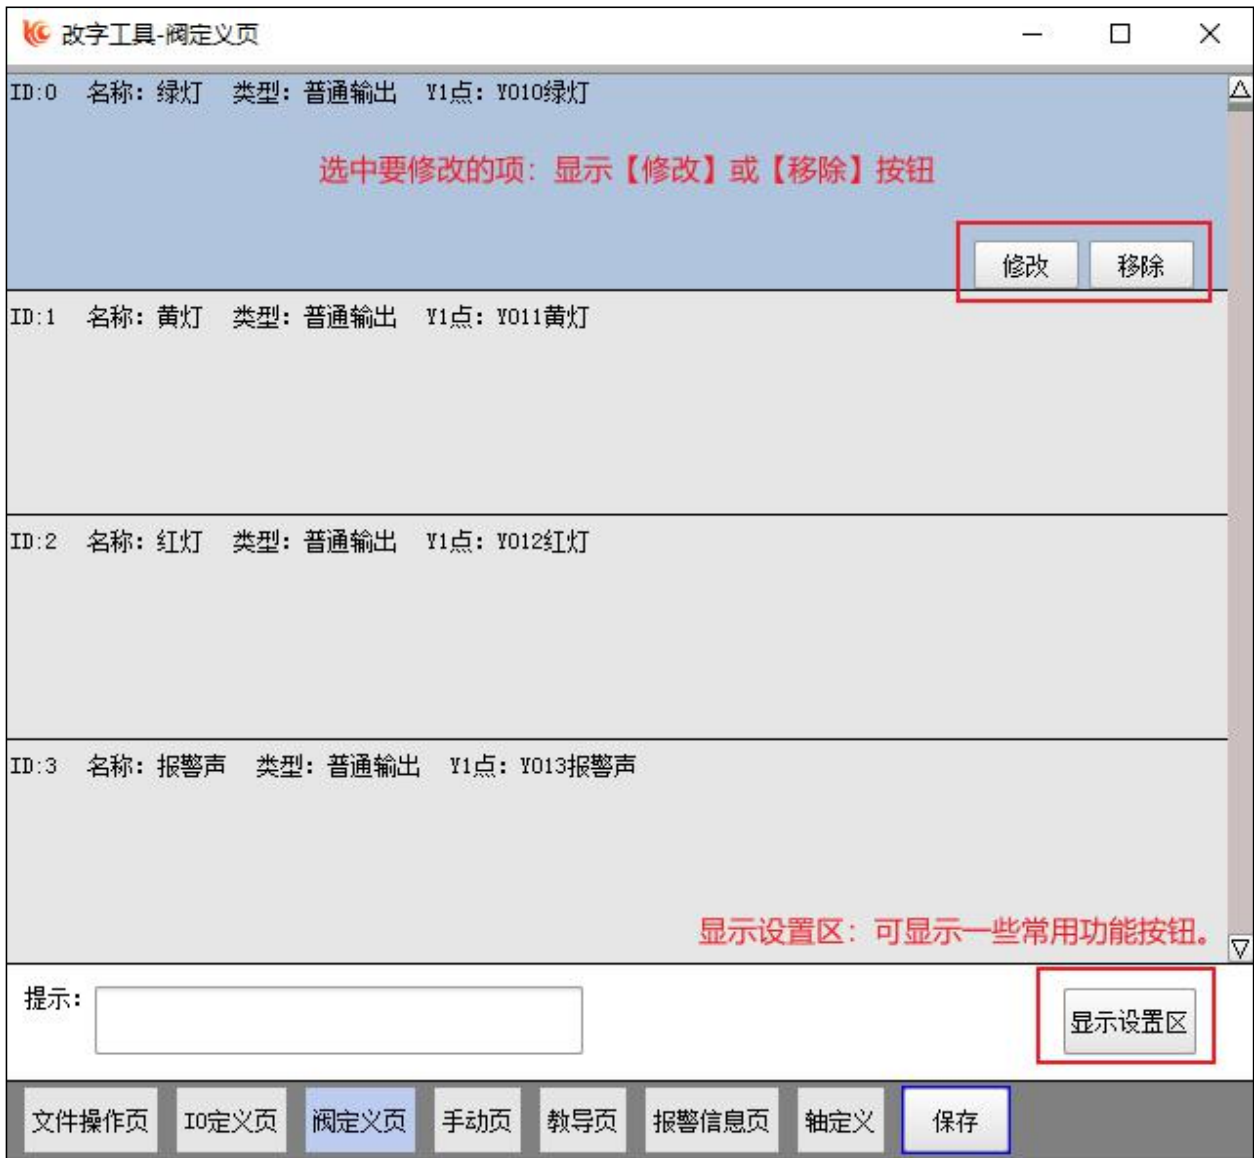 改字工具-阀定义页
ID:0 名称：绿灯 类型：普通输出 Y1点：Y010绿灯
选中要修改的项：显示【修改】或【移除】按钮
修改 移除
ID:1 名称：黄灯 类型：普通输出 Y1点：Y011黄灯
ID:2 名称：红灯 类型：普通输出 Y1点：Y012红灯
ID:3 名称：报警声 类型：普通输出 Y1点：Y013报警声
显示设置区：可显示一些常用功能按钮。
提示：
显示设置区
文件操作页 IO定义页 阀定义页 手动页 教导页 报警信息页 轴定义 保存